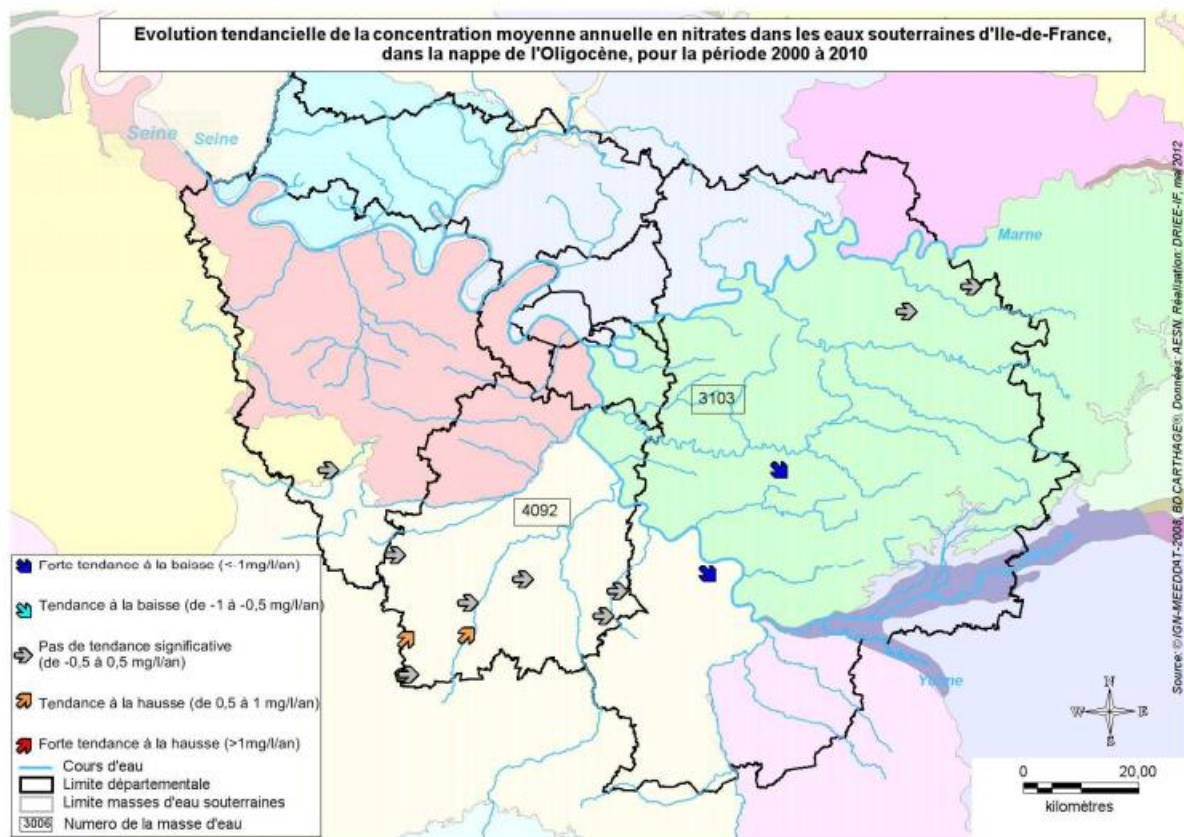 Evolution tendancielle de la concentration moyenne annuelle en nitrates dans les eaux souterraines d'Ile-de-France,
dans la nappe de l'Oligocène, pour la période 2000 à 2010
Seine
Seine
Marne
3103
4092
Yonne
Forte tendance à la baisse (<-1mg/l/an)
Tendance à la baisse (de -1 à -0,5 mg/l/an)
Pas de tendance significative
(de -0,5 à 0,5 mg/l/an)
Tendance à la hausse (de 0,5 à 1 mg/l/an)
Forte tendance à la hausse (>1mg/l/an)
Cours d'eau
Limite départementale
Limite masses d'eau souterraines
3006 Numero de la masse d'eau
N
W E
S
0 20,00
kilomètres
Source: © IGN-MEEDDAT-2008, BD CARTHAGE®, Données: AESN, Réalisation: DRIEE-IF, mai 2012